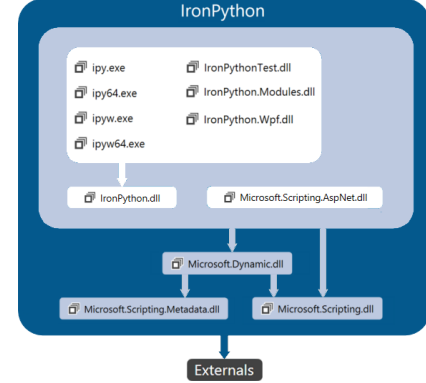 IronPython
ipy.exe
IronPythonTest.dll
ipy64.exe
IronPython.Modules.dll
ipyw.exe
IronPython.Wpf.dll
ipyw64.exe
IronPython.dll
Microsoft.Scripting.AspNet.dll
Microsoft.Dynamic.dll
Microsoft.Scripting.Metadata.dll
Microsoft.Scripting.dll
Externals